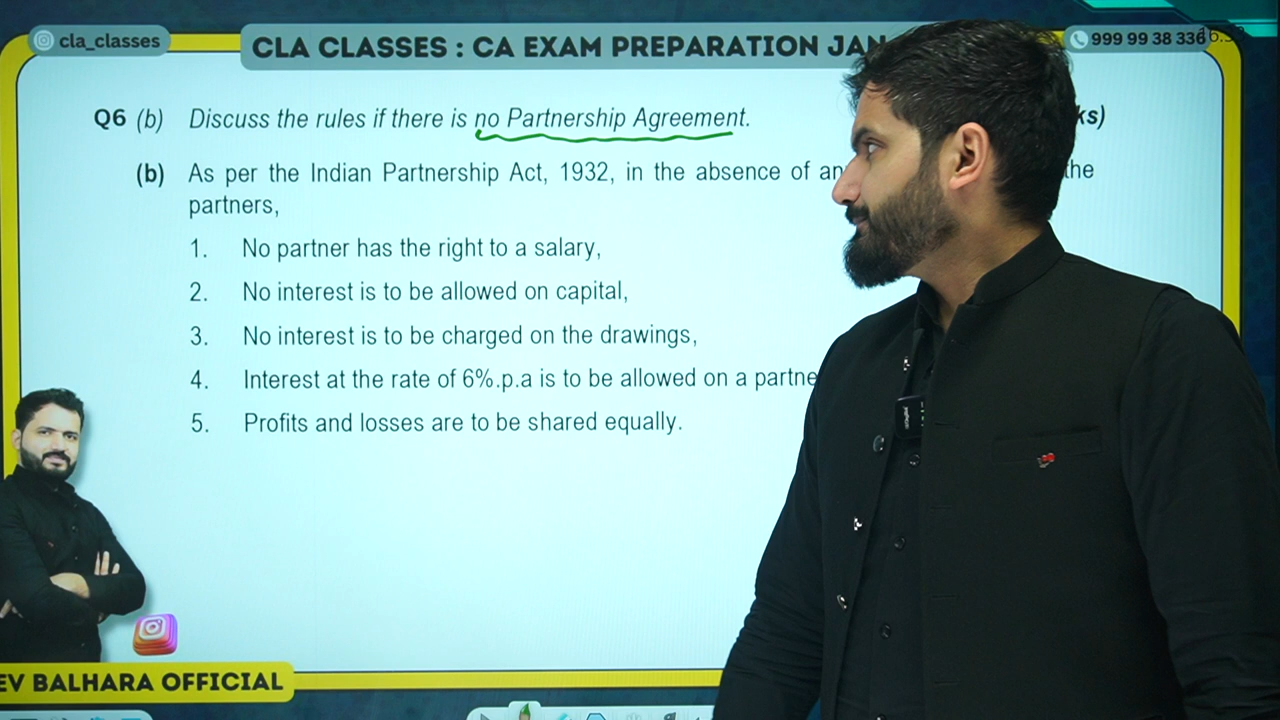 cla_classes
CLA CLASSES : CA EXAM PREPARATION JAN
999 99 38 336
Q6 (b) Discuss the rules if there is no Partnership Agreement.
(b) As per the Indian Partnership Act, 1932, in the absence of the
partners,
1. No partner has the right to a salary,
2. No interest is to be allowed on capital,
3. No interest is to be charged on the drawings,
4. Interest at the rate of 6%.p.a is to be allowed on a
5. Profits and losses are to be shared equally.
BALHARA OFFICIAL